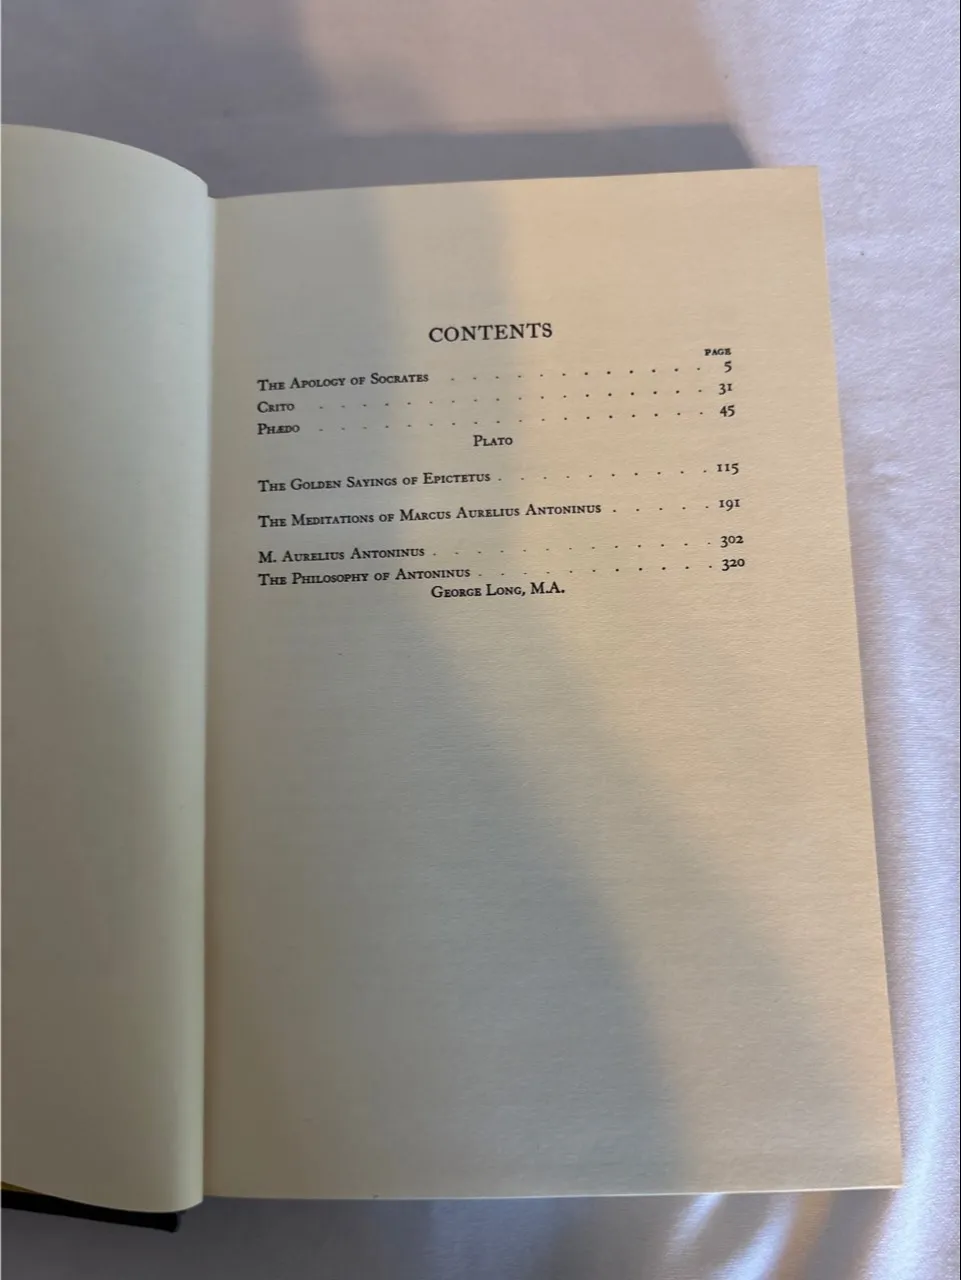 CONTENTS
PAGE
The Apology of Socrates . . . . . . . . . . . . 5
Crito . . . . . . . . . . . . . . . 31
Phædo . . . . . . . . . . . . . . 45
Plato
The Golden Sayings of Epictetus . . . . . . . . 115
The Meditations of Marcus Aurelius Antoninus . . . . 191
M. Aurelius Antoninus . . . . . . . . . . . 302
The Philosophy of Antoninus . . . . . . . . . 320
George Long, M.A.